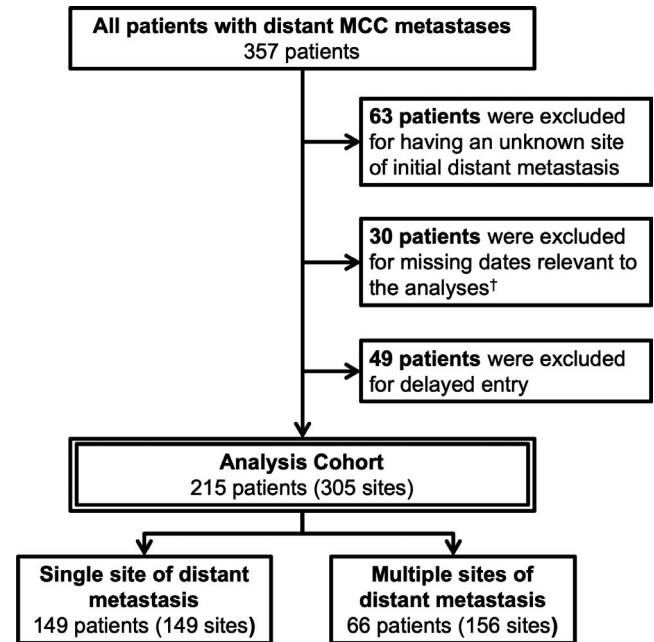 All patients with distant MCC metastases
357 patients
63 patients were excluded
for having an unknown site
of initial distant metastasis
30 patients were excluded
for missing dates relevant to
the analyses†
49 patients were excluded
for delayed entry
Analysis Cohort
215 patients (305 sites)
Single site of distant
metastasis
149 patients (149 sites)
Multiple sites of
distant metastasis
66 patients (156 sites)